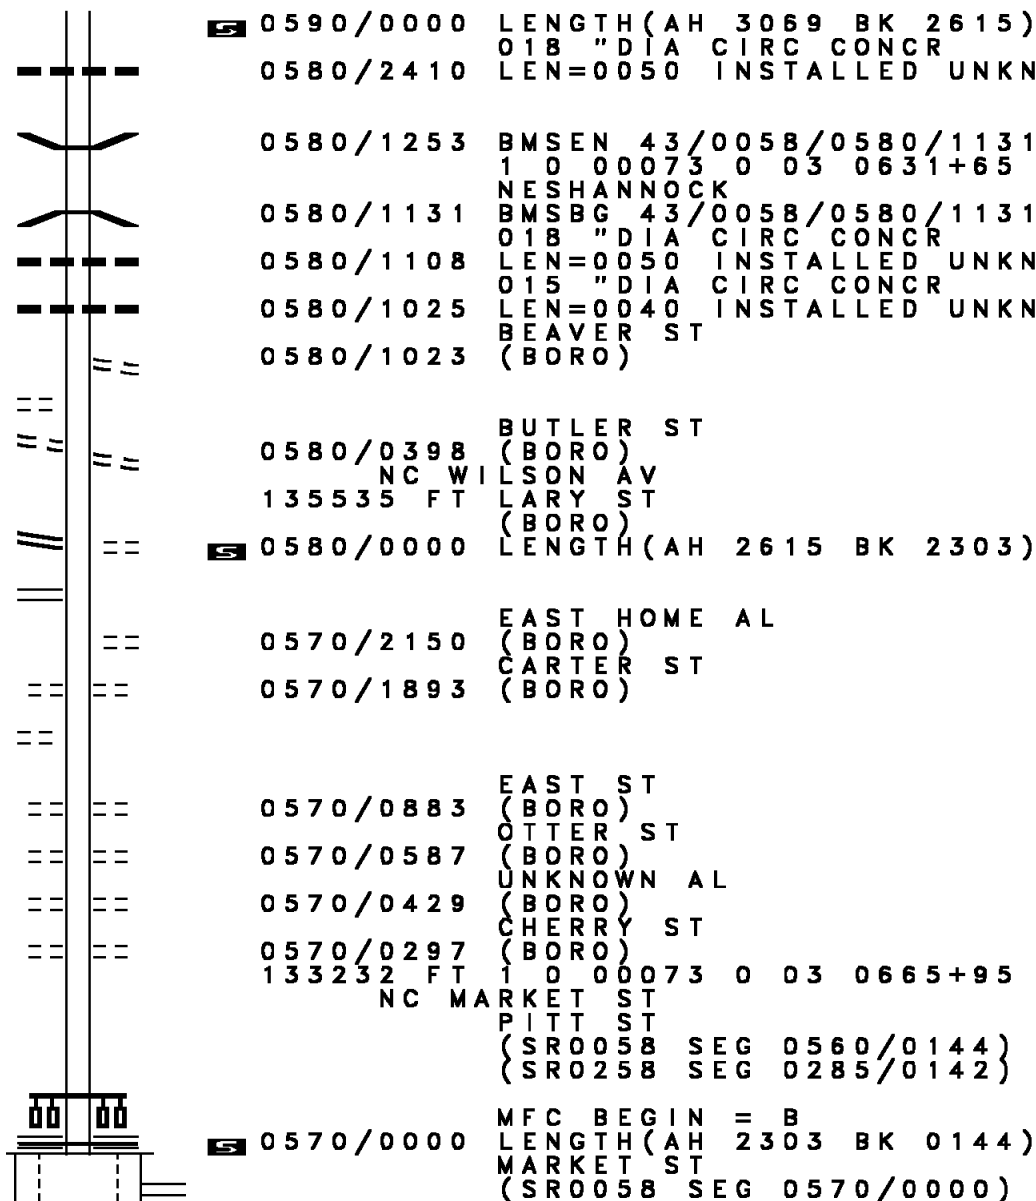 S 0590/0000 LENGTH(AH 3069 BK 2615)
018 "DIA CIRC CONCR
0580/2410 LEN=0050 INSTALLED UNKN
0580/1253 BMSEN 43/0058/0580/1131
1 0 00073 0 03 0631+65
NESHANNOCK
0580/1131 BMSBG 43/0058/0580/1131
018 "DIA CIRC CONCR
0580/1108 LEN=0050 INSTALLED UNKN
015 "DIA CIRC CONCR
0580/1025 LEN=0040 INSTALLED UNKN
BEAVER ST
0580/1023 (BORO)
BUTLER ST
0580/0398 (BORO)
NC WILSON AV
135535 FT LARY ST
(BORO)
S 0580/0000 LENGTH(AH 2615 BK 2303)
EAST HOME AL
0570/2150 (BORO)
CARTER ST
0570/1893 (BORO)
EAST ST
0570/0883 (BORO)
OTTER ST
0570/0587 (BORO)
UNKNOWN AL
0570/0429 (BORO)
CHERRY ST
0570/0297 (BORO)
133232 FT 1 0 00073 0 03 0665+95
NC MARKET ST
PITT ST
(SR0058 SEG 0560/0144)
(SR0258 SEG 0285/0142)
MFC BEGIN = B
S 0570/0000 LENGTH(AH 2303 BK 0144)
MARKET ST
(SR0058 SEG 0570/0000)